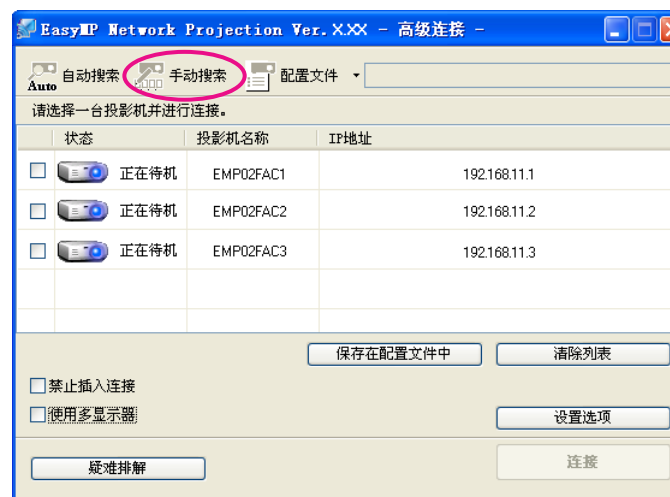 EasyMP Network Projection Ver.X.XX - 高级连接 -
Auto 自动搜索 手动搜索 配置文件
请选择一台投影机并进行连接。
状态 投影机名称 IP地址
正在待机 EMP02FAC1 192.168.11.1
正在待机 EMP02FAC2 192.168.11.2
正在待机 EMP02FAC3 192.168.11.3
保存在配置文件中 清除列表
禁止插入连接
使用多显示器 设置选项
疑难排解 连接